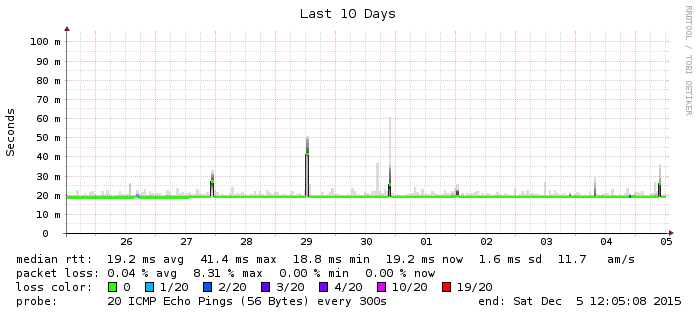 Last 10 Days
RRDTOOL / TOBI OETIKER
100 m
90 m
80 m
70 m
60 m
50 m
40 m
30 m
20 m
10 m
0
Seconds
26 27 28 29 30 01 02 03 04 05
median rtt: 19.2 ms avg 41.4 ms max 18.8 ms min 19.2 ms now 1.6 ms sd 11.7 am/s
packet loss: 0.04 % avg 8.31 % max 0.00 % min 0.00 % now
loss color: 0 1/20 2/20 3/20 4/20 10/20 19/20
probe: 20 ICMP Echo Pings (56 Bytes) every 300s end: Sat Dec 5 12:05:08 2015